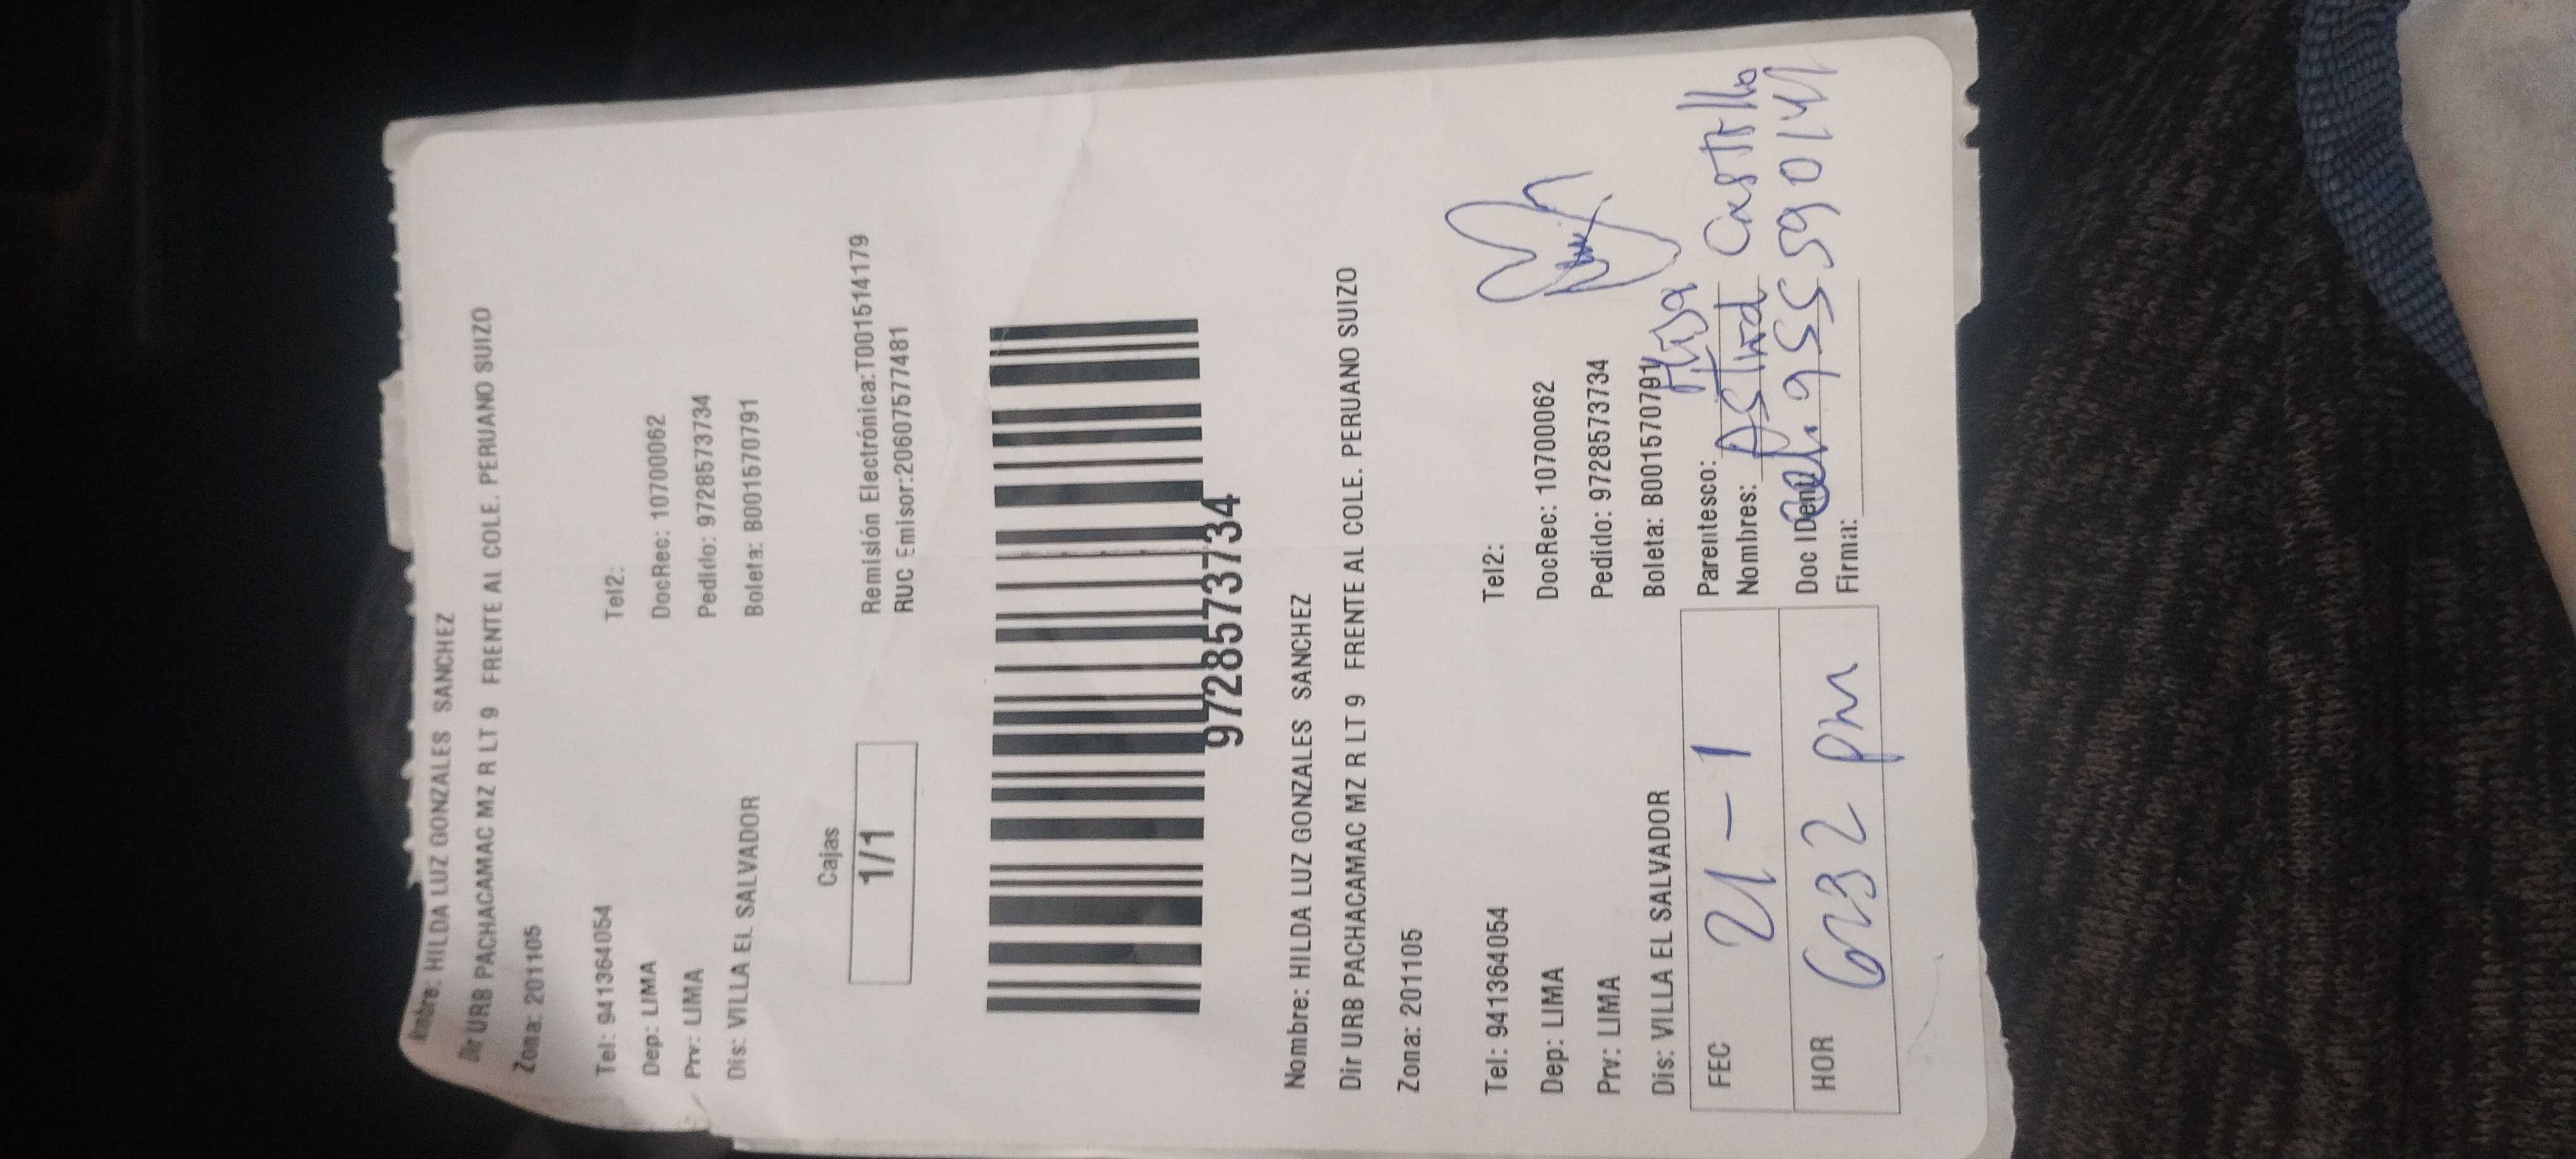 mbre: HILDA LUZ GONZALES SANCHEZ
Dir URB PACHACAMAC MZ R LT 9 FRENTE AL COLE. PERUANO SUIZO
Zona: 201105
Tel: 941364054 Tel2:
Dep: LIMA DocRec: 10700062
Prv: LIMA Pedido: 9728573734
Dis: VILLA EL SALVADOR Boleta: B001570791
Cajas
1/1
Remisión Electrónica:T001514179
RUC Emisor:20607577481
9728573734
Nombre: HILDA LUZ GONZALES SANCHEZ
Dir URB PACHACAMAC MZ R LT 9 FRENTE AL COLE. PERUANO SUIZO
Zona: 201105
Tel: 941364054 Tel2:
Dep: LIMA DocRec: 10700062
Prv: LIMA Pedido: 9728573734
Dis: VILLA EL SALVADOR Boleta: B001570791
FEC 21-1 Parentesco: Hija
Nombres: Astrid Castillo
HOR 6:32 pm Doc IDent
Firma: